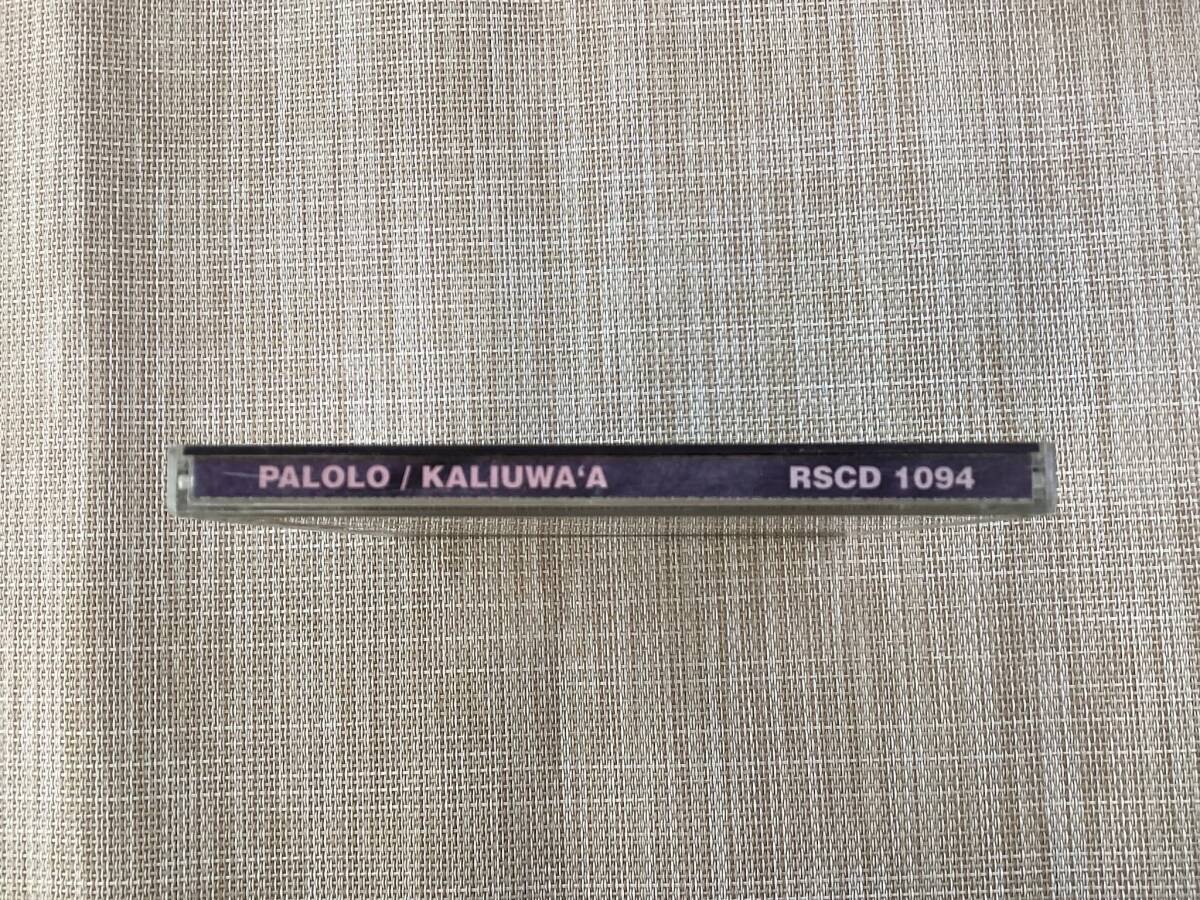 PALOLO / KALIUWA‘A RSCD 1094